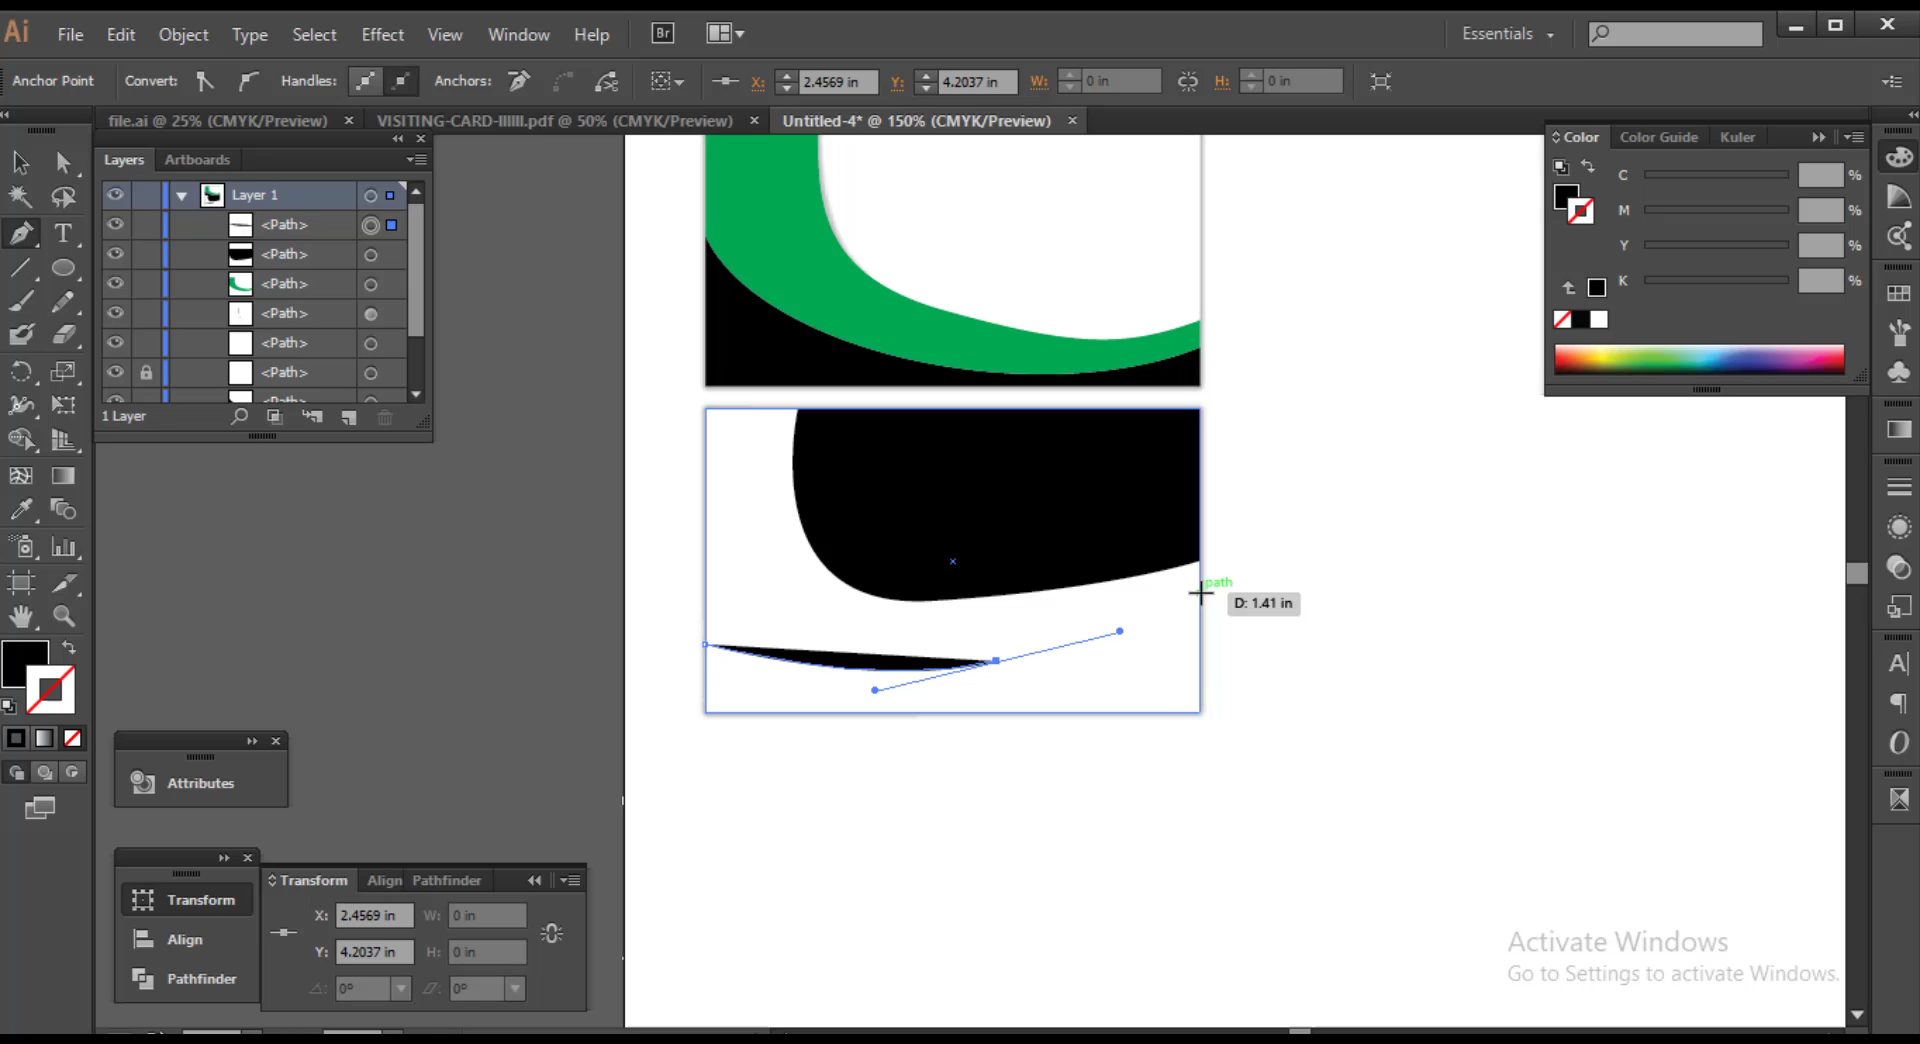 Ai File Edit Object Type Select Effect View Window Help Br Essentials
Anchor Point Convert: Handles: Anchors: X: 2.4569 in Y: 4.2037 in W: 0 in H: 0 in
file.ai @ 25% (CMYK/Preview) × VISITING-CARD-IIIIII.pdf @ 50% (CMYK/Preview) × Untitled-4* @ 150% (CMYK/Preview) ×
Layers Artboards
Layer 1
<Path>
<Path>
<Path>
<Path>
<Path>
<Path>
<Path>
1 Layer
Color Color Guide Kuler
C %
M %
Y %
K %
path
D: 1.41 in
Attributes
Transform
Align
Pathfinder
Transform Align Pathfinder
X: 2.4569 in W: 0 in
Y: 4.2037 in H: 0 in
0° 0°
Activate Windows
Go to Settings to activate Windows.